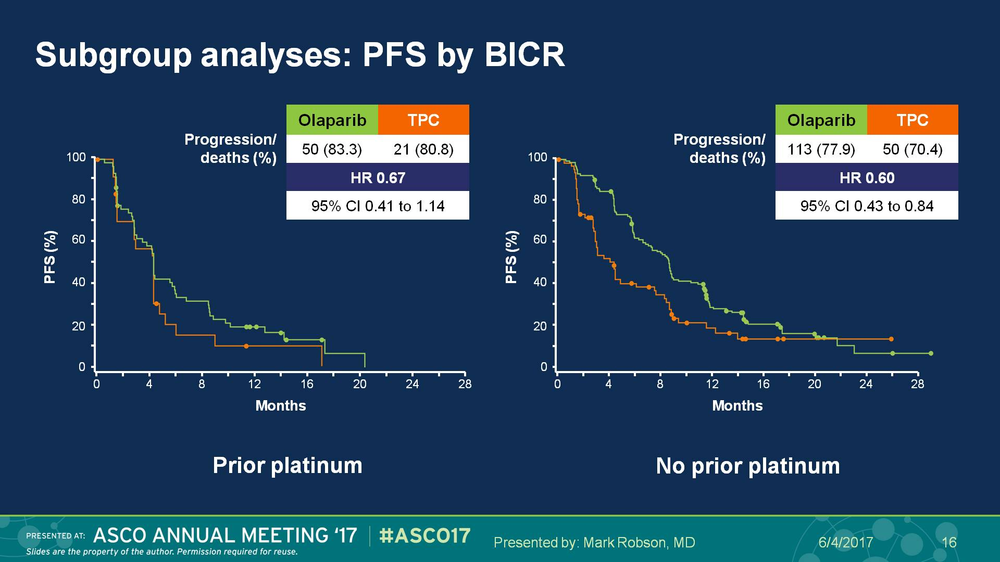 Subgroup analyses: PFS by BICR
Olaparib TPC
Progression/
deaths (%)
50 (83.3) 21 (80.8)
HR 0.67
95% CI 0.41 to 1.14
100
80
60
40
20
0
PFS (%)
0 4 8 12 16 20 24 28
Months
Prior platinum
Olaparib TPC
Progression/
deaths (%)
113 (77.9) 50 (70.4)
HR 0.60
95% CI 0.43 to 0.84
100
80
60
40
20
0
PFS (%)
0 4 8 12 16 20 24 28
Months
No prior platinum
PRESENTED AT: ASCO ANNUAL MEETING ‘17 | #ASCO17
Slides are the property of the author. Permission required for reuse.
Presented by: Mark Robson, MD
6/4/2017
16